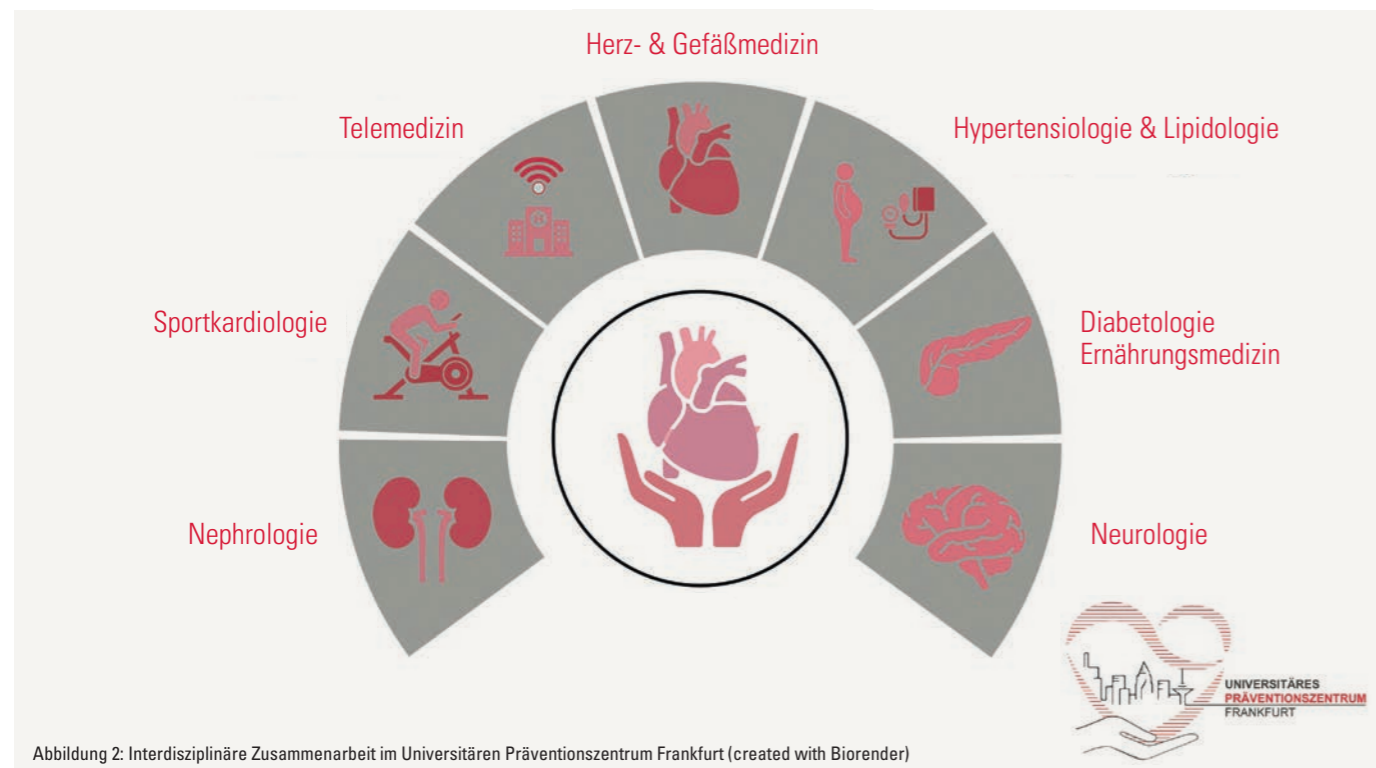 Herz- & Gefäßmedizin
Telemedizin
Hypertensiologie & Lipidologie
Sportkardiologie
Diabetologie
Ernährungsmedizin
Nephrologie
Neurologie
UNIVERSITÄRES
PRÄVENTIONSZENTRUM
FRANKFURT
Abbildung 2: Interdisziplinäre Zusammenarbeit im Universitären Präventionszentrum Frankfurt (created with Biorender)